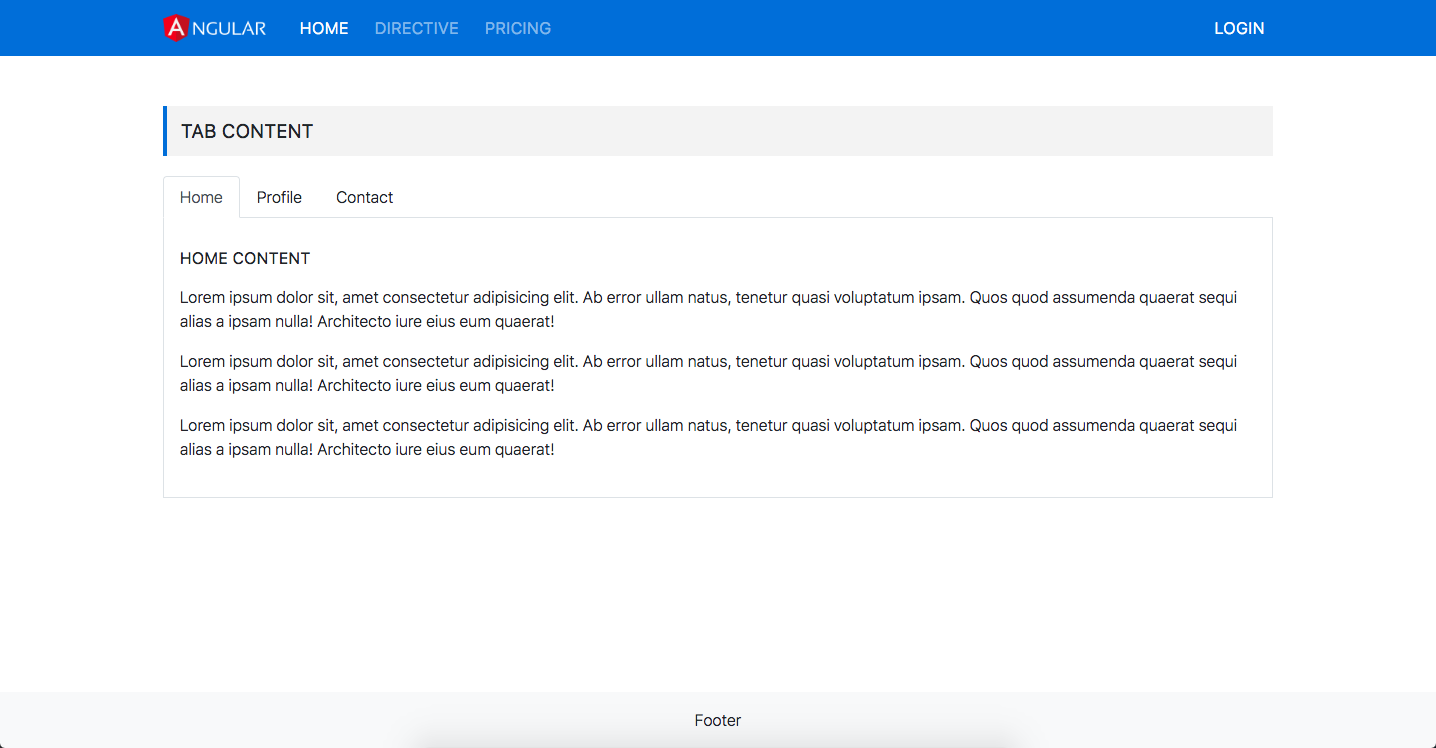 ANGULAR HOME DIRECTIVE PRICING LOGIN
TAB CONTENT
Home Profile Contact
HOME CONTENT
Lorem ipsum dolor sit, amet consectetur adipisicing elit. Ab error ullam natus, tenetur quasi voluptatum ipsam. Quos quod assumenda quaerat sequi
alias a ipsam nulla! Architecto iure eius eum quaerat!
Lorem ipsum dolor sit, amet consectetur adipisicing elit. Ab error ullam natus, tenetur quasi voluptatum ipsam. Quos quod assumenda quaerat sequi
alias a ipsam nulla! Architecto iure eius eum quaerat!
Lorem ipsum dolor sit, amet consectetur adipisicing elit. Ab error ullam natus, tenetur quasi voluptatum ipsam. Quos quod assumenda quaerat sequi
alias a ipsam nulla! Architecto iure eius eum quaerat!
Footer